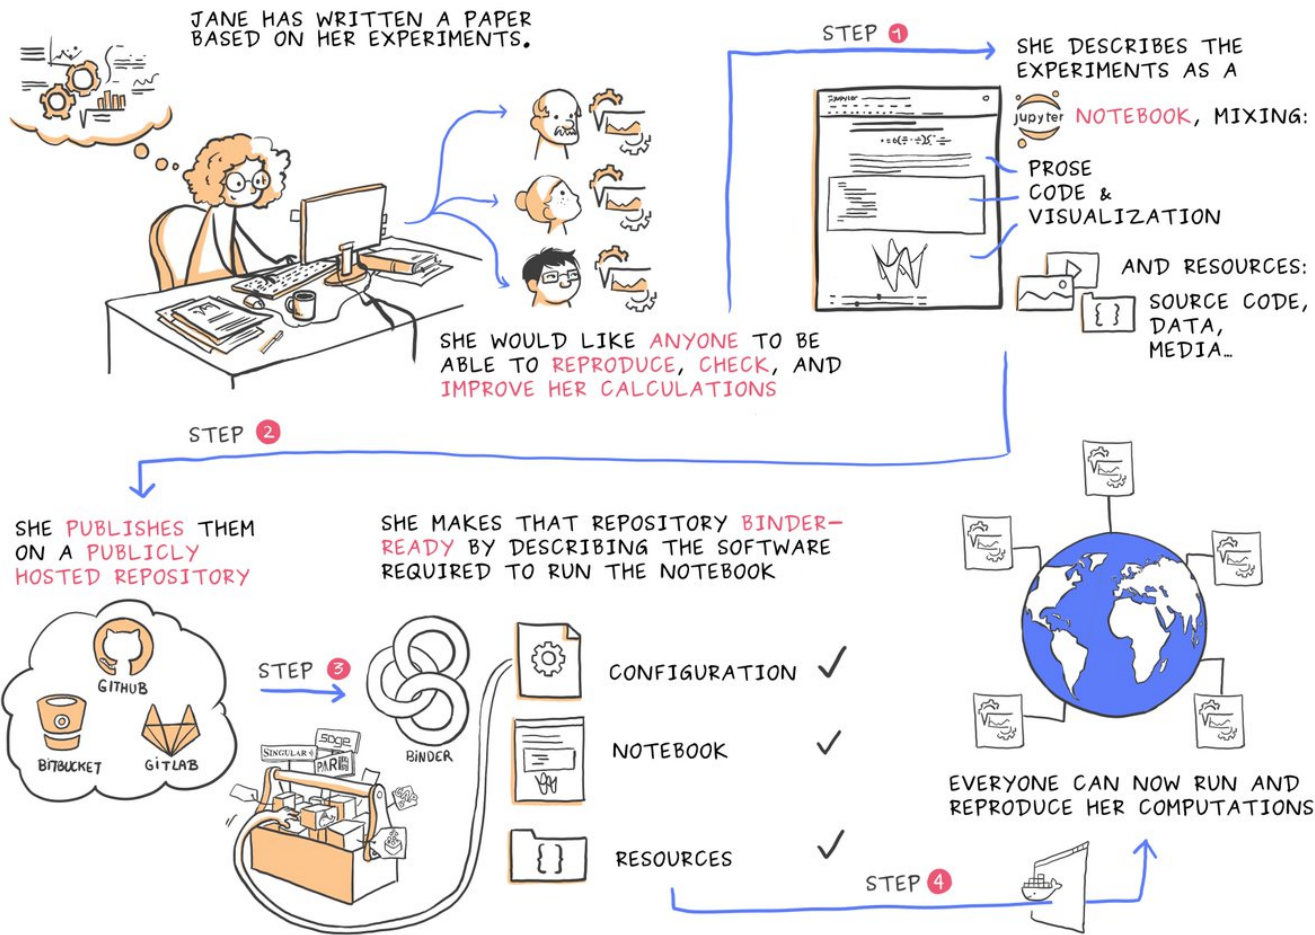 JANE HAS WRITTEN A PAPER
BASED ON HER EXPERIMENTS.
SHE WOULD LIKE ANYONE TO BE
ABLE TO REPRODUCE, CHECK, AND
IMPROVE HER CALCULATIONS
STEP 1
SHE DESCRIBES THE
EXPERIMENTS AS A
jupyter NOTEBOOK, MIXING:
PROSE
CODE &
VISUALIZATION
AND RESOURCES:
SOURCE CODE,
DATA,
MEDIA...
jupyter
STEP 2
SHE PUBLISHES THEM
ON A PUBLICLY
HOSTED REPOSITORY
GITHUB
BITBUCKET
GITLAB
STEP 3
SHE MAKES THAT REPOSITORY BINDER-
READY BY DESCRIBING THE SOFTWARE
REQUIRED TO RUN THE NOTEBOOK
BINDER
sage
SINGULAR
PARI
CONFIGURATION ✓
NOTEBOOK ✓
RESOURCES ✓
STEP 4
EVERYONE CAN NOW RUN AND
REPRODUCE HER COMPUTATIONS